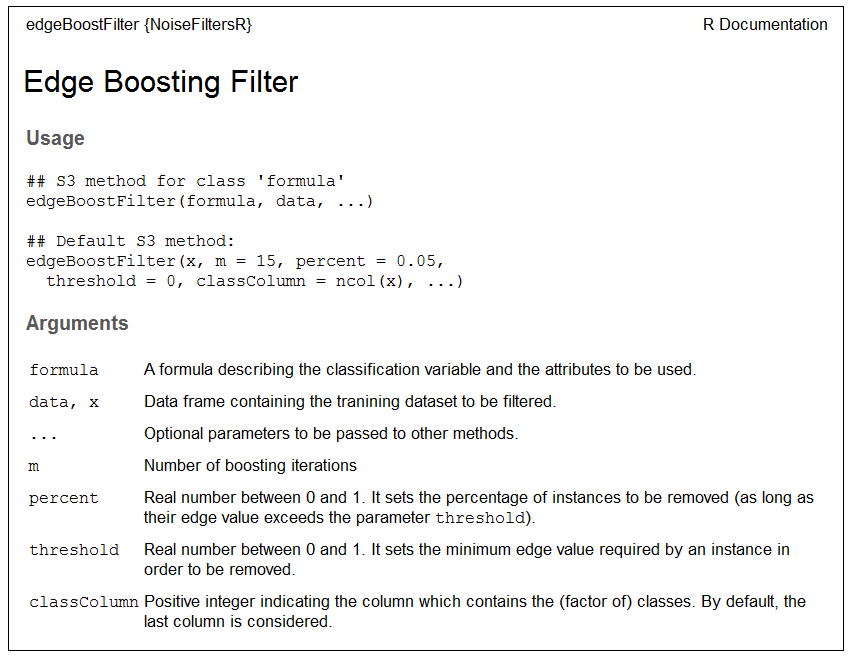 edgeBoostFilter {NoiseFiltersR} R Documentation
Edge Boosting Filter
Usage
## S3 method for class 'formula'
edgeBoostFilter(formula, data, ...)
## Default S3 method:
edgeBoostFilter(x, m = 15, percent = 0.05,
  threshold = 0, classColumn = ncol(x), ...)
Arguments
formula A formula describing the classification variable and the attributes to be used.
data, x Data frame containing the tranining dataset to be filtered.
... Optional parameters to be passed to other methods.
m Number of boosting iterations
percent Real number between 0 and 1. It sets the percentage of instances to be removed (as long as
their edge value exceeds the parameter threshold).
threshold Real number between 0 and 1. It sets the minimum edge value required by an instance in
order to be removed.
classColumn Positive integer indicating the column which contains the (factor of) classes. By default, the
last column is considered.